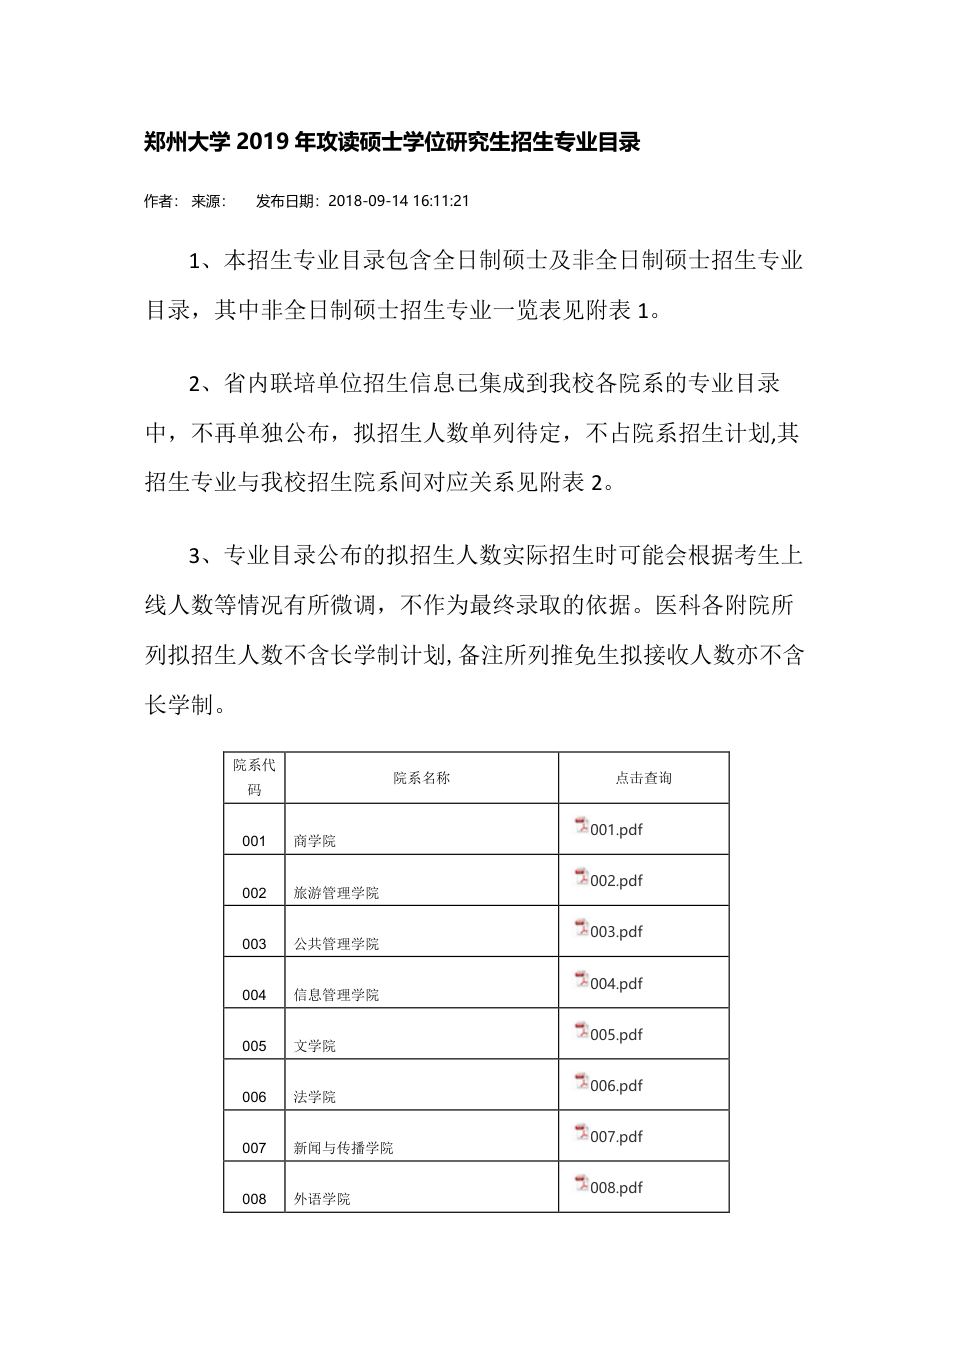 郑州大学 2019 年攻读硕士学位研究生招生专业目录
作者： 来源： 发布日期：2018-09-14 16:11:21
1、本招生专业目录包含全日制硕士及非全日制硕士招生专业
目录，其中非全日制硕士招生专业一览表见附表 1。
2、省内联培单位招生信息已集成到我校各院系的专业目录
中，不再单独公布，拟招生人数单列待定，不占院系招生计划,其
招生专业与我校招生院系间对应关系见附表 2。
3、专业目录公布的拟招生人数实际招生时可能会根据考生上
线人数等情况有所微调，不作为最终录取的依据。医科各附院所
列拟招生人数不含长学制计划,备注所列推免生拟接收人数亦不含
长学制。
院系代
码
院系名称
点击查询
001 商学院 001.pdf
002 旅游管理学院 002.pdf
003 公共管理学院 003.pdf
004 信息管理学院 004.pdf
005 文学院 005.pdf
006 法学院 006.pdf
007 新闻与传播学院 007.pdf
008 外语学院 008.pdf